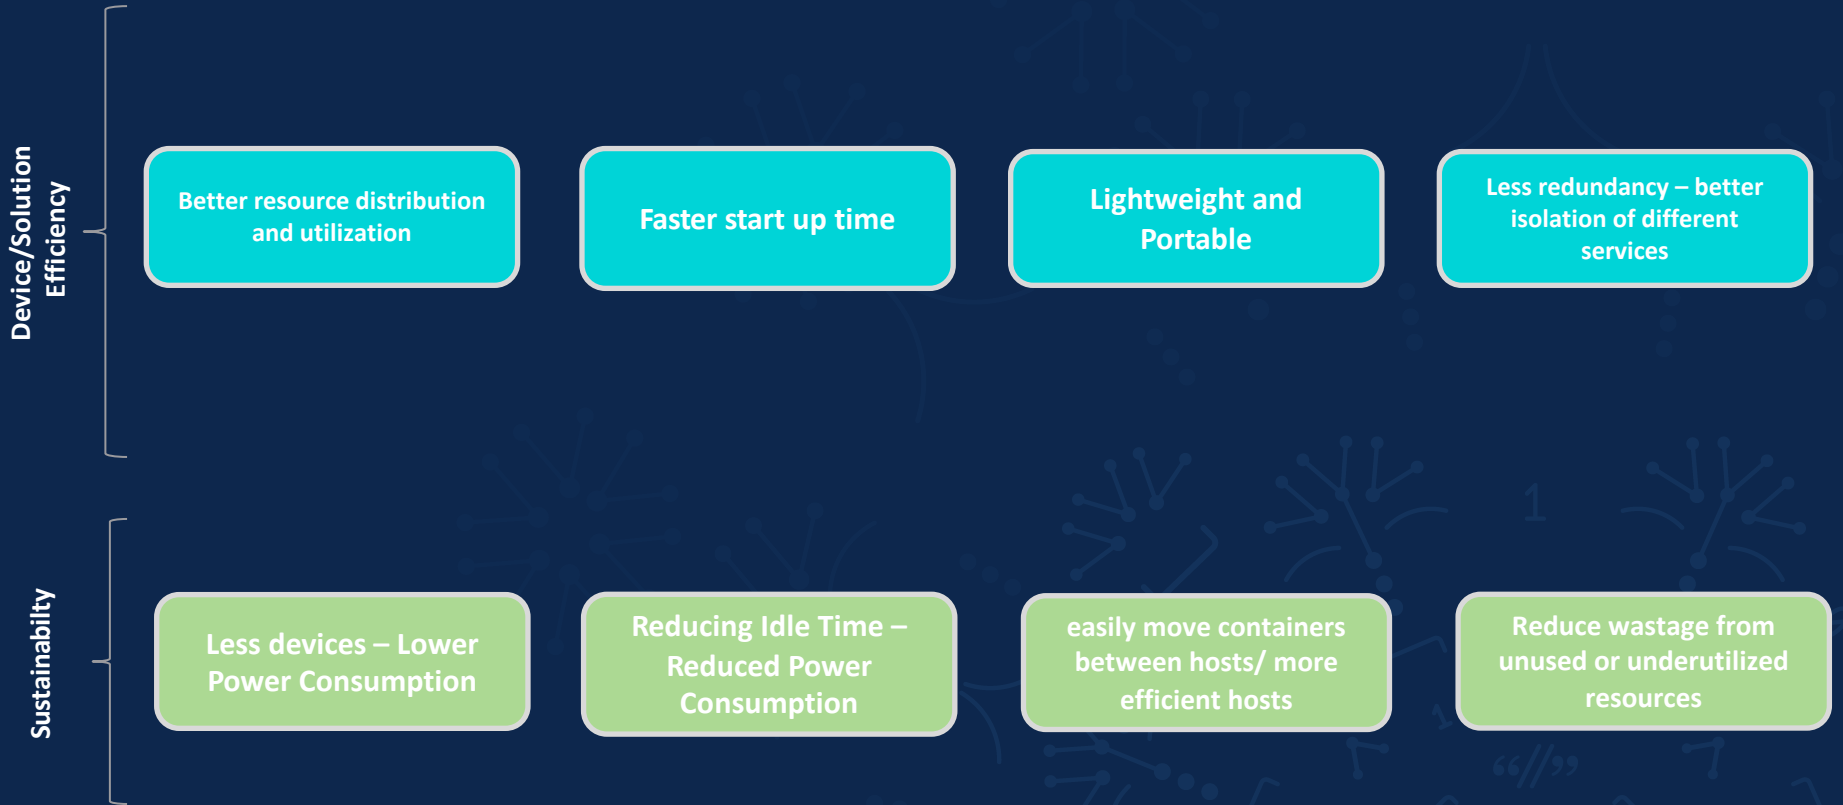 Device/Solution
Efficiency
Better resource distribution
and utilization
Faster start up time
Lightweight and
Portable
Less redundancy – better
isolation of different
services
Sustainabilty
Less devices – Lower
Power Consumption
Reducing Idle Time –
Reduced Power
Consumption
easily move containers
between hosts/ more
efficient hosts
Reduce wastage from
unused or underutilized
resources
1
1
“//”